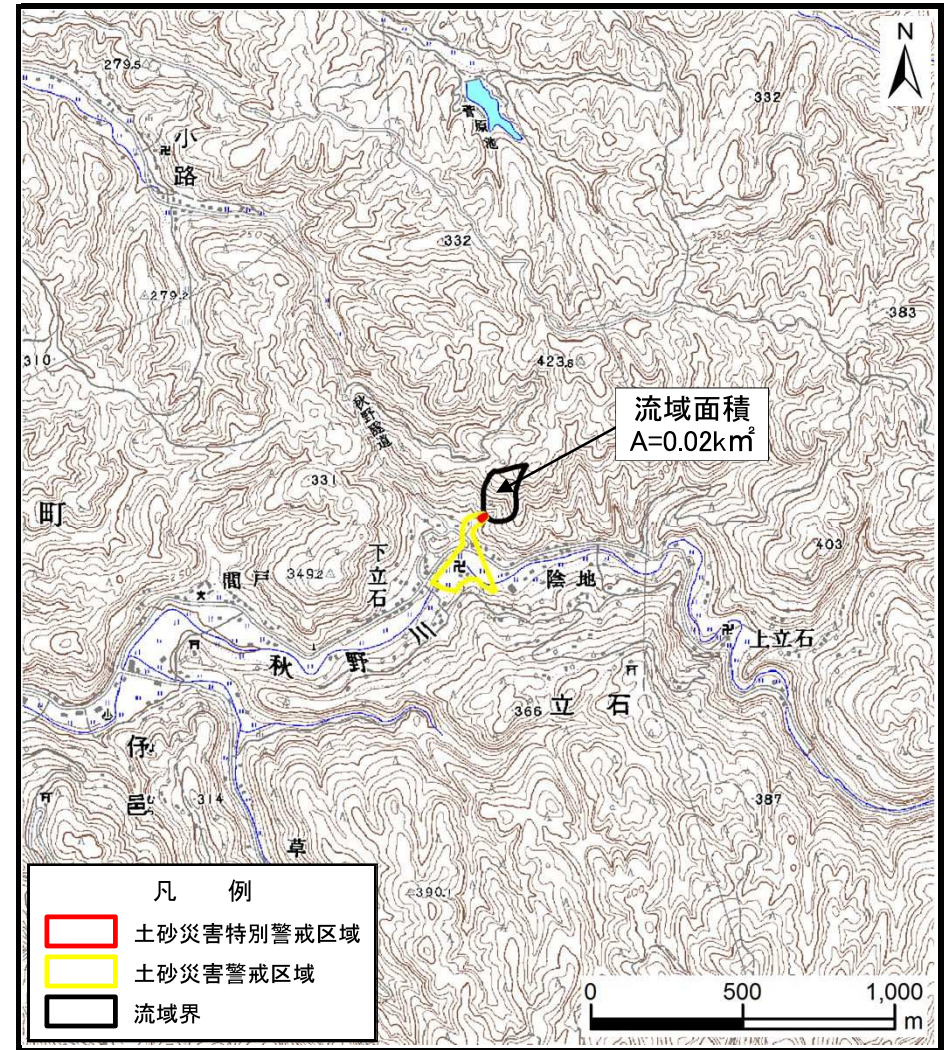 N
279.5
332
菅原池
小路
332
279.2
383
310
423.8
流域面積
A=0.02km²
秋野隧道
331
町
下立石
403
間戸
349.2
陰地
上立石
秋野川
366
立石
仔邑
314
387
草
390.1
凡 例
土砂災害特別警戒区域
土砂災害警戒区域
流域界
0 500 1,000
m